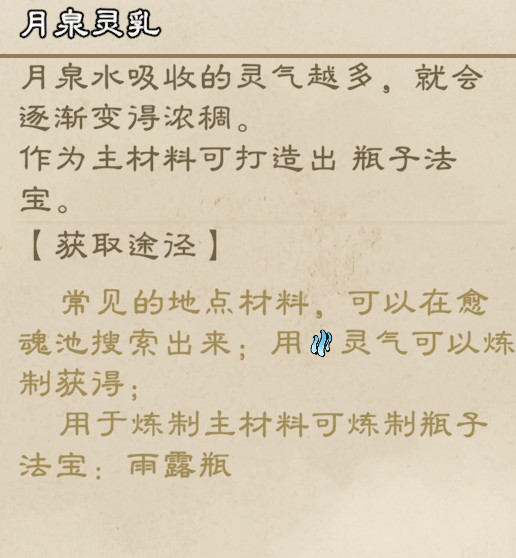 月泉灵乳
月泉水吸收的灵气越多，就会
逐渐变得浓稠。
作为主材料可打造出 瓶子法
宝。
【获取途径】
常见的地点材料，可以在愈
魂池搜索出来；用灵气可以炼
制获得；
用于炼制主材料可炼制瓶子
法宝：雨露瓶